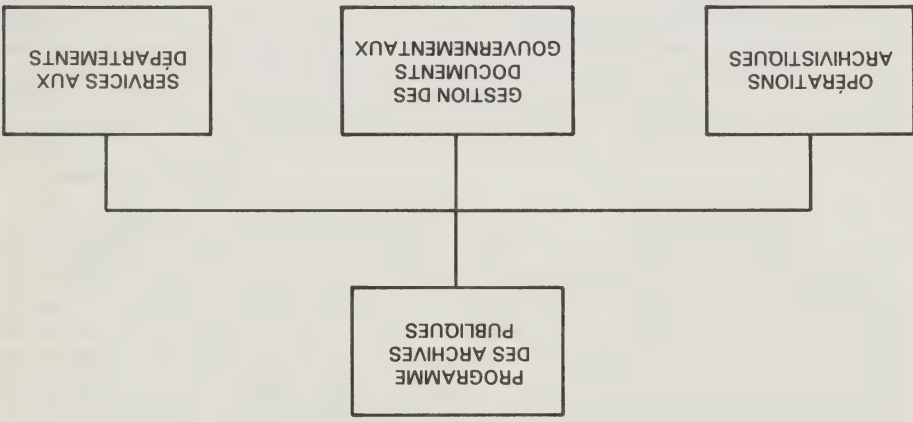 PROGRAMME
DES ARCHIVES
PUBLIQUES
OPÉRATIONS
ARCHIVISTIQUES
GESTION DES
DOCUMENTS
GOUVERNEMENTAUX
SERVICES AUX
DÉPARTEMENTS